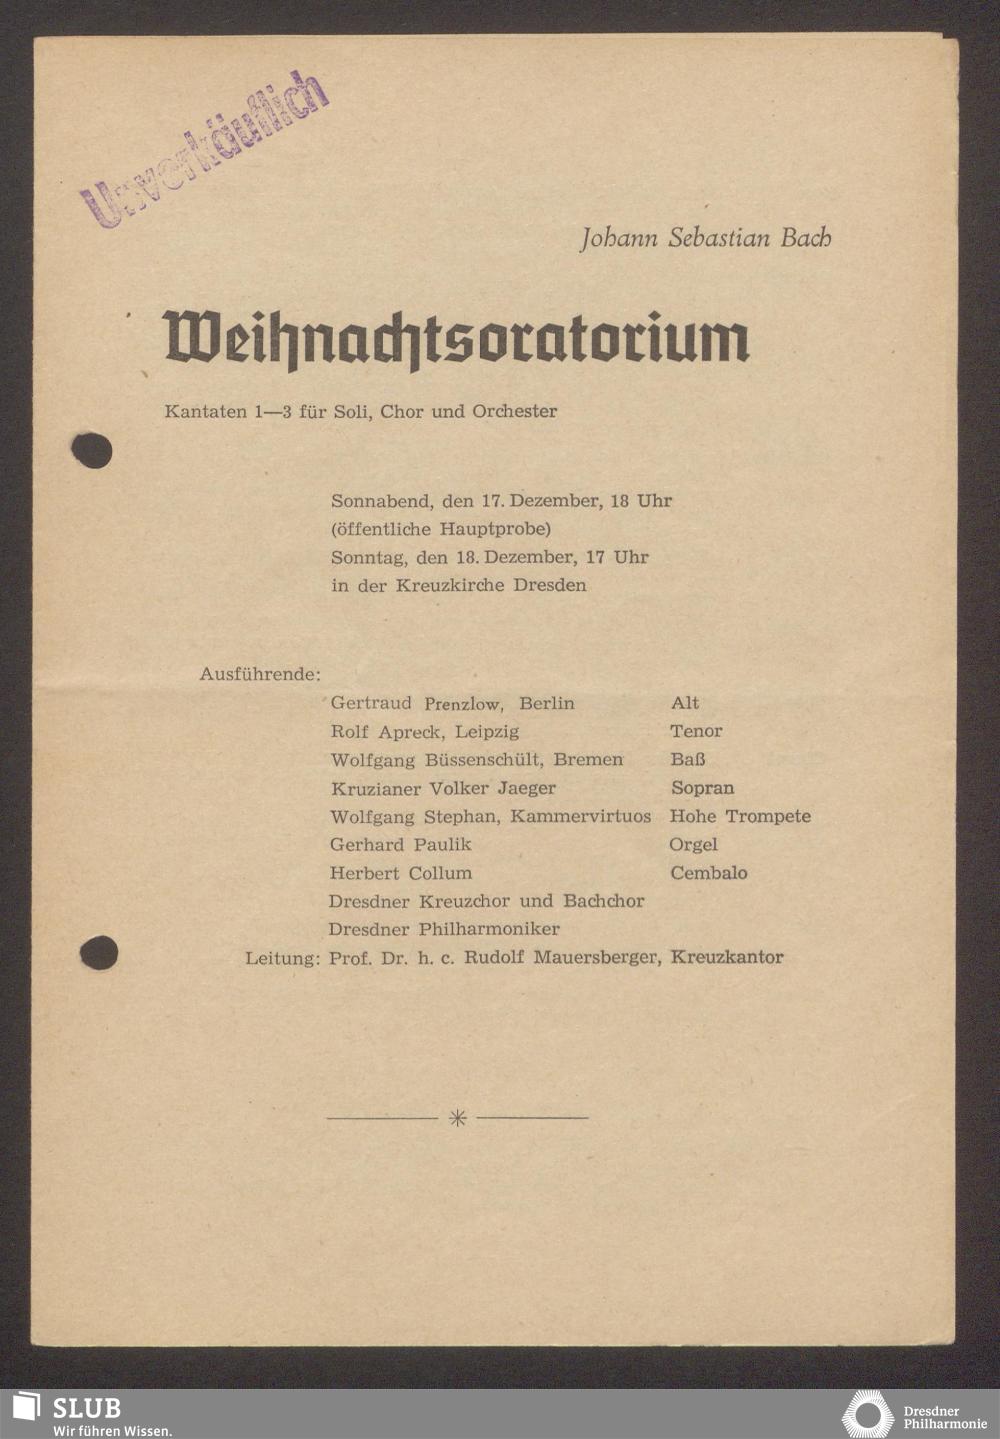 Unverkäuflich
Johann Sebastian Bach
Weihnachtsoratorium
Kantaten 1—3 für Soli, Chor und Orchester
Sonnabend, den 17. Dezember, 18 Uhr
(öffentliche Hauptprobe)
Sonntag, den 18. Dezember, 17 Uhr
in der Kreuzkirche Dresden
Ausführende:
Gertraud Prenzlow, Berlin Alt
Rolf Apreck, Leipzig Tenor
Wolfgang Büssenschült, Bremen Baß
Kruzianer Volker Jaeger Sopran
Wolfgang Stephan, Kammervirtuos Hohe Trompete
Gerhard Paulik Orgel
Herbert Collum Cembalo
Dresdner Kreuzchor und Bachchor
Dresdner Philharmoniker
Leitung: Prof. Dr. h. c. Rudolf Mauersberger, Kreuzkantor
SLUB
Wir führen Wissen.
Dresdner
Philharmonie